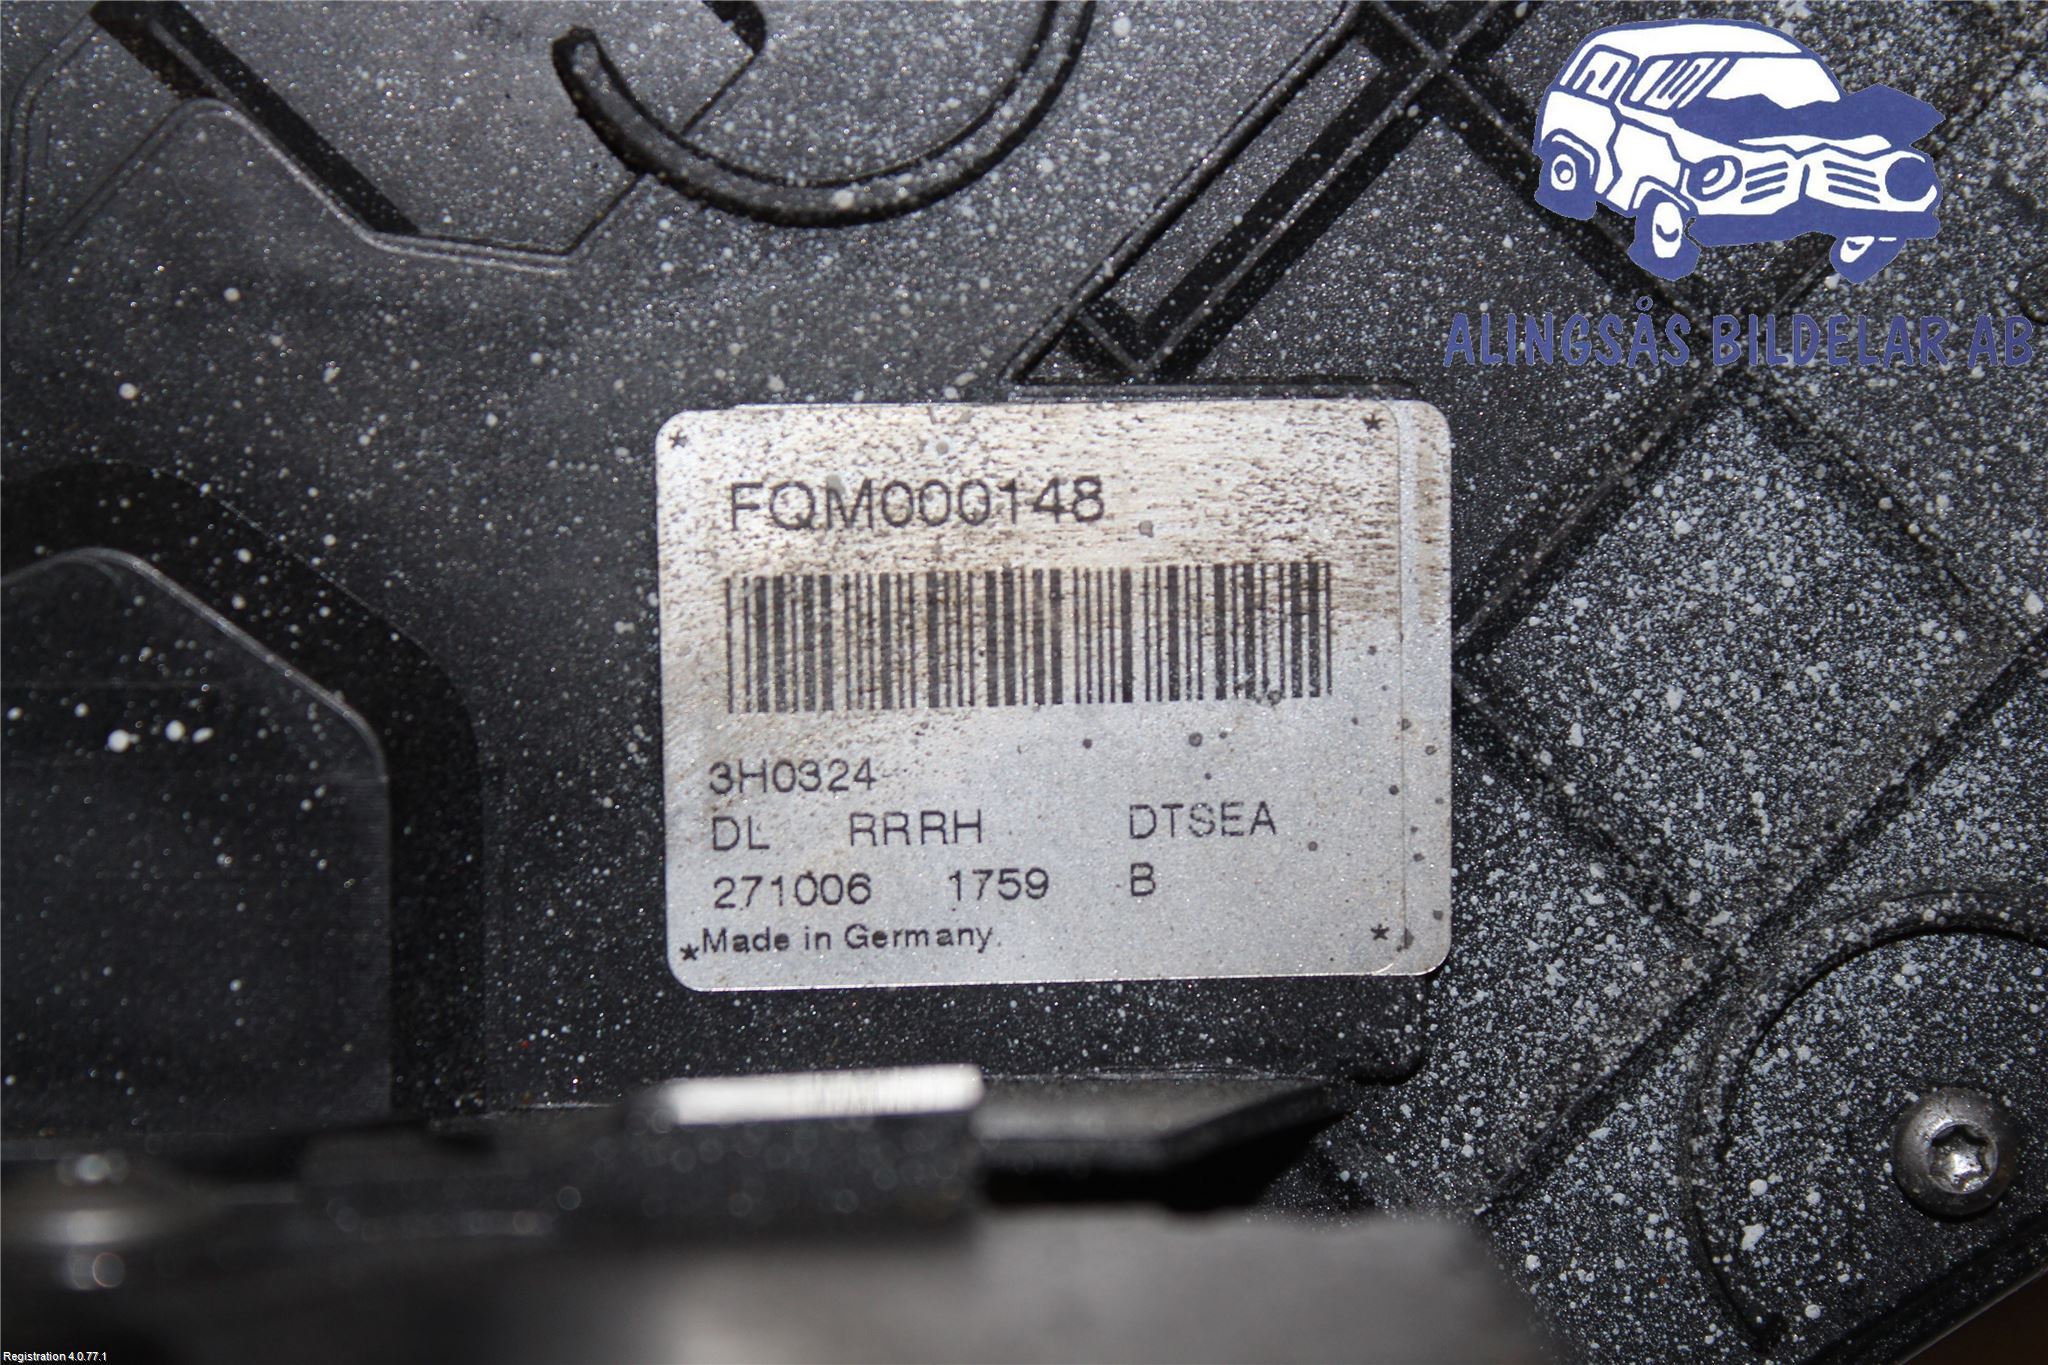 ALINGSÅS BILDELAR AB
FQM000148
3H0324
DL RRRH DTSEA
271006 1759 B
Made in Germany.
Registration 4.0.77.1